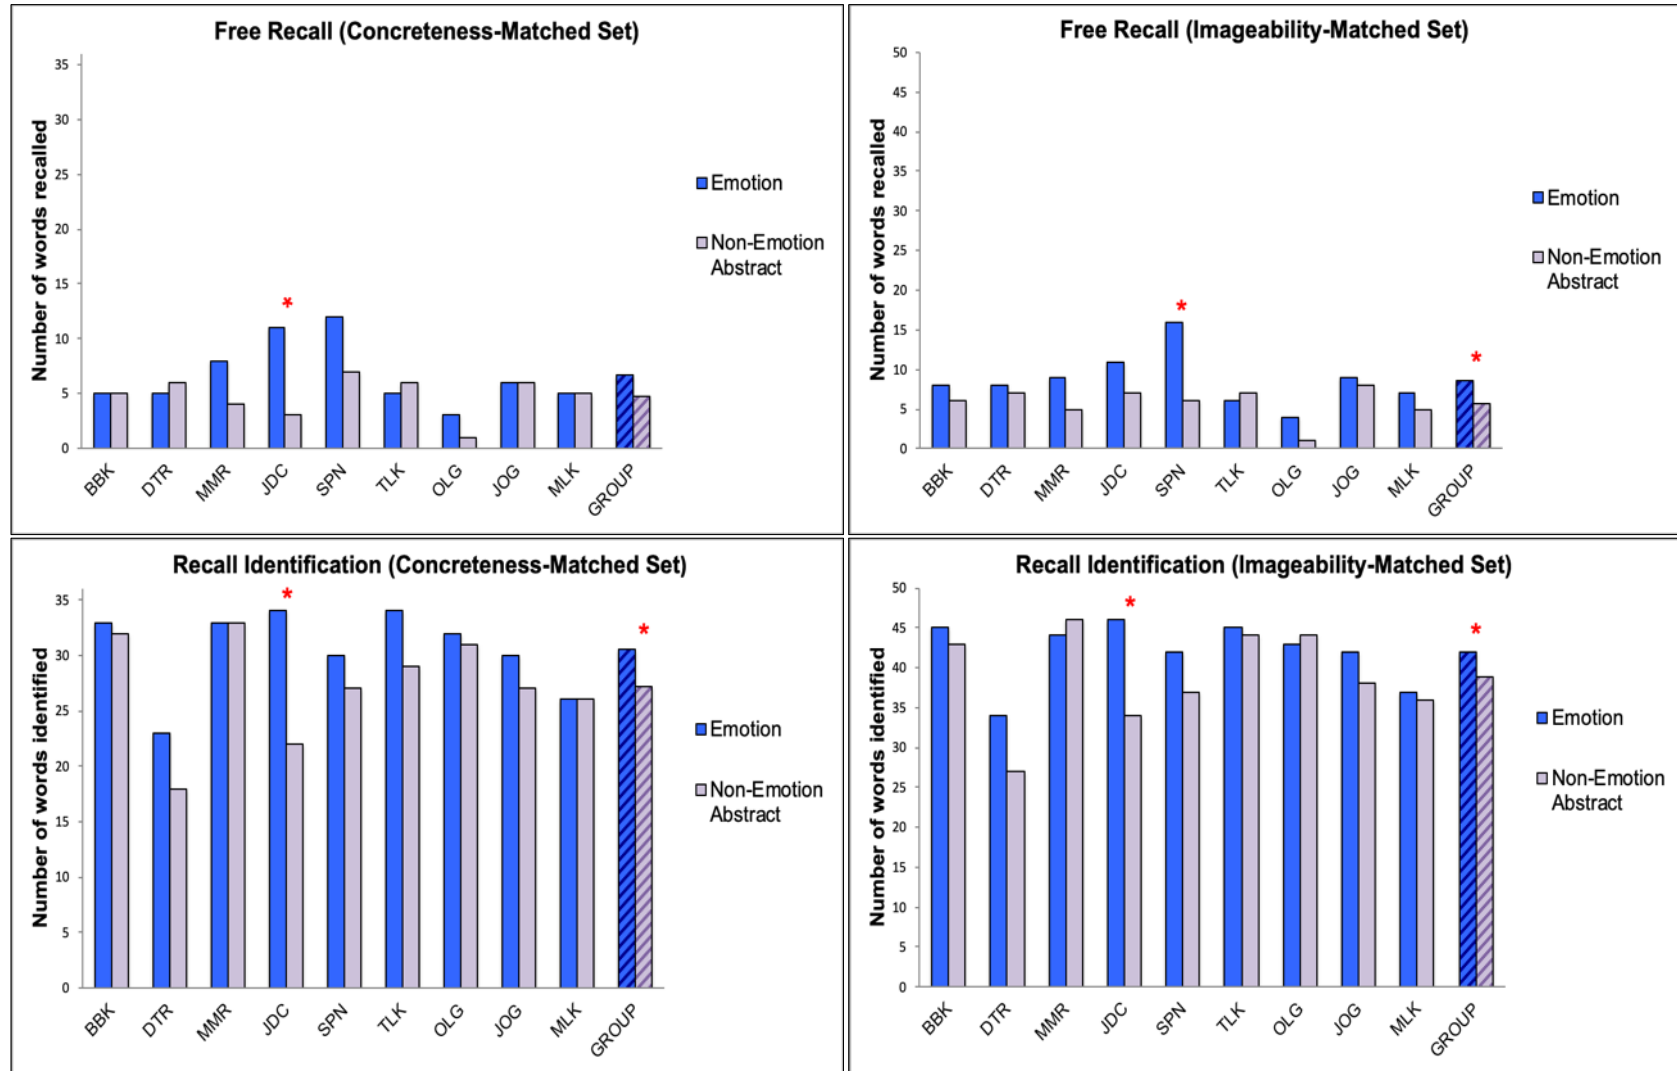 Free Recall (Concreteness-Matched Set)
Number of words recalled
35
30
25
20
15
10
5
0
*
Emotion
Non-Emotion
Abstract
BBK
DTR
MMR
JDC
SPN
TLK
OLG
JOG
MLK
GROUP
Free Recall (Imageability-Matched Set)
Number of words recalled
50
45
40
35
30
25
20
15
10
5
0
*
*
Emotion
Non-Emotion
Abstract
BBK
DTR
MMR
JDC
SPN
TLK
OLG
JOG
MLK
GROUP
Recall Identification (Concreteness-Matched Set)
Number of words identified
35
30
25
20
15
10
5
0
*
*
Emotion
Non-Emotion
Abstract
BBK
DTR
MMR
JDC
SPN
TLK
OLG
JOG
MLK
GROUP
Recall Identification (Imageability-Matched Set)
Number of words identified
50
45
40
35
30
25
20
15
10
5
0
*
*
Emotion
Non-Emotion
Abstract
BBK
DTR
MMR
JDC
SPN
TLK
OLG
JOG
MLK
GROUP